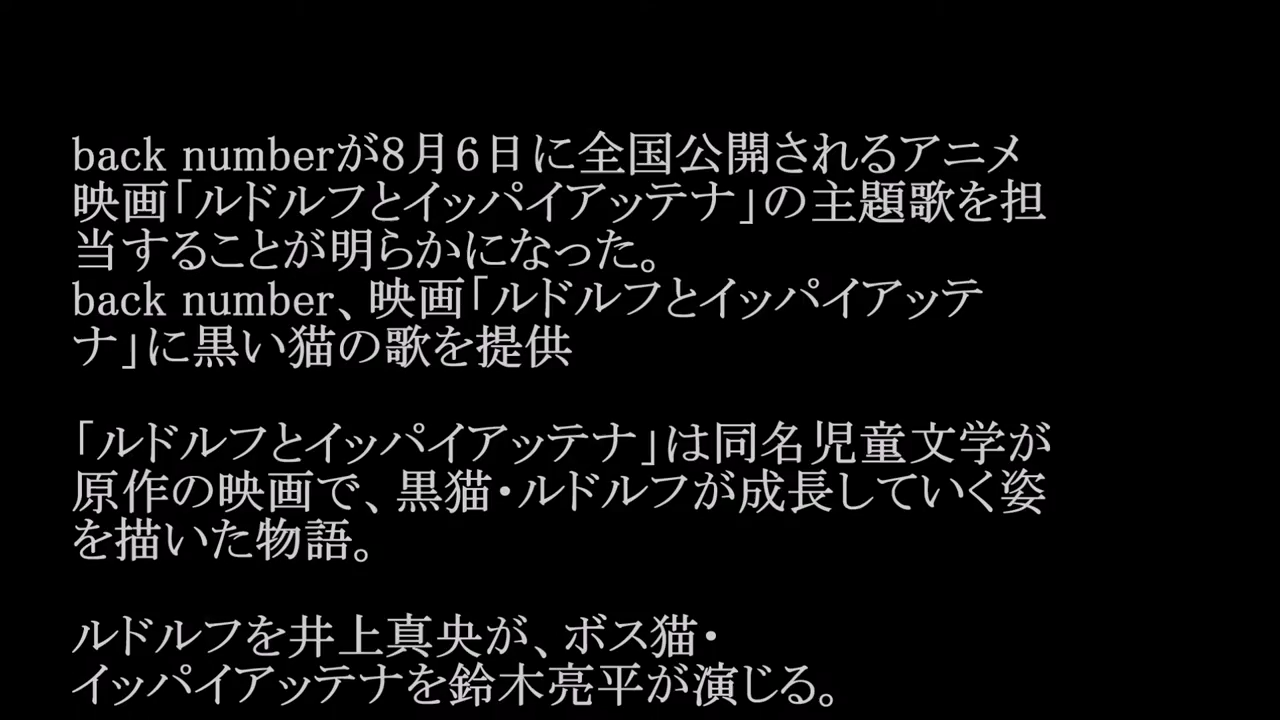 back numberが8月6日に全国公開されるアニメ
映画「ルドルフとイッパイアッテナ」の主題歌を担
当することが明らかになった。
back number、映画「ルドルフとイッパイアッテ
ナ」に黒い猫の歌を提供
「ルドルフとイッパイアッテナ」は同名児童文学が
原作の映画で、黒猫・ルドルフが成長していく姿
を描いた物語。
ルドルフを井上真央が、ボス猫・
イッパイアッテナを鈴木亮平が演じる。